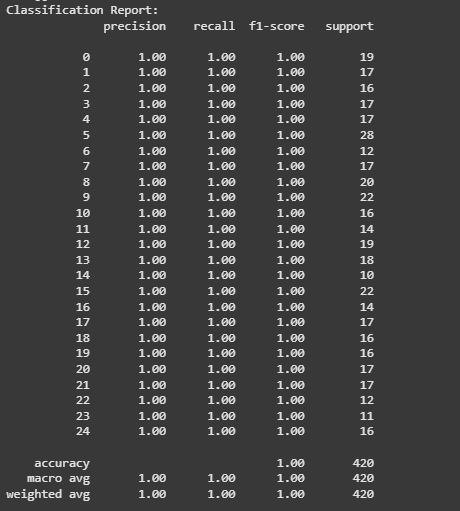 Classification Report:
precision recall f1-score support
0 1.00 1.00 1.00 19
1 1.00 1.00 1.00 17
2 1.00 1.00 1.00 16
3 1.00 1.00 1.00 17
4 1.00 1.00 1.00 17
5 1.00 1.00 1.00 28
6 1.00 1.00 1.00 12
7 1.00 1.00 1.00 17
8 1.00 1.00 1.00 20
9 1.00 1.00 1.00 22
10 1.00 1.00 1.00 16
11 1.00 1.00 1.00 14
12 1.00 1.00 1.00 19
13 1.00 1.00 1.00 18
14 1.00 1.00 1.00 10
15 1.00 1.00 1.00 22
16 1.00 1.00 1.00 14
17 1.00 1.00 1.00 17
18 1.00 1.00 1.00 16
19 1.00 1.00 1.00 16
20 1.00 1.00 1.00 17
21 1.00 1.00 1.00 17
22 1.00 1.00 1.00 12
23 1.00 1.00 1.00 11
24 1.00 1.00 1.00 16
accuracy 1.00 420
macro avg 1.00 1.00 1.00 420
weighted avg 1.00 1.00 1.00 420